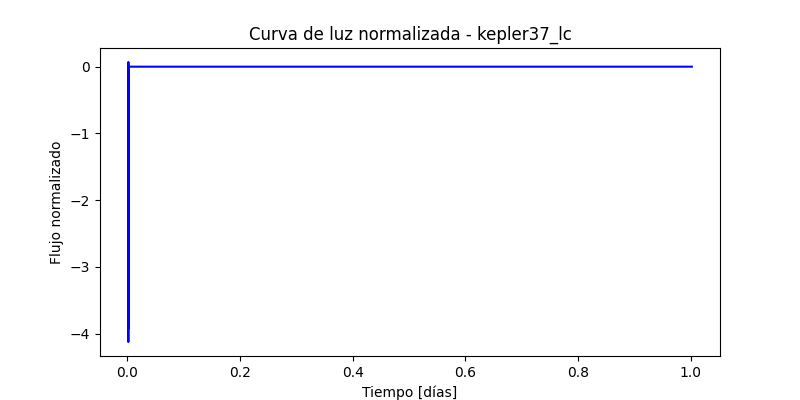 Curva de luz normalizada - kepler37_lc
Flujo normalizado
0
−1
−2
−3
−4
0.0 0.2 0.4 0.6 0.8 1.0
Tiempo [días]